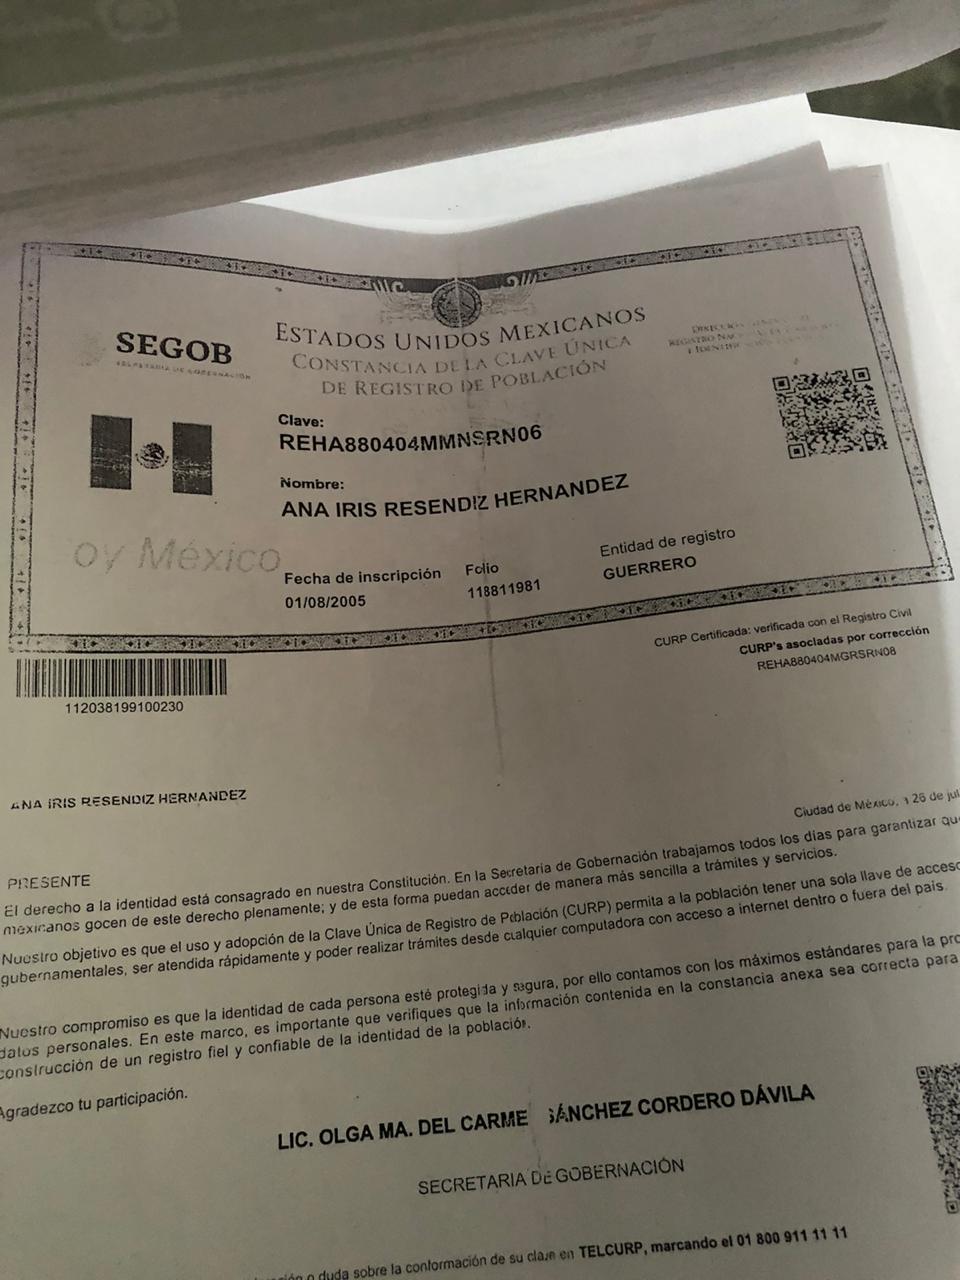 SEGOB
SECRETARÍA DE GOBERNACIÓN
ESTADOS UNIDOS MEXICANOS
CONSTANCIA DE LA CLAVE ÚNICA
DE REGISTRO DE POBLACIÓN
Clave:
REHA880404MMNSRN06
Nombre:
ANA IRIS RESENDIZ HERNANDEZ
oy México
Fecha de inscripción
01/08/2005
Folio
118811981
Entidad de registro
GUERRERO
CURP Certificada: verificada con el Registro Civil
CURP's asociadas por corrección
REHA880404MGRSRN08
112038199100230
ANA IRIS RESENDIZ HERNANDEZ
Ciudad de México, a 26 de jul
PRESENTE
El derecho a la identidad está consagrado en nuestra Constitución. En la Secretaría de Gobernación trabajamos todos los días para garantizar que
mexicanos gocen de este derecho plenamente; y de esta forma puedan acceder de manera más sencilla a trámites y servicios.
Nuestro objetivo es que el uso y adopción de la Clave Única de Registro de Población (CURP) permita a la población tener una sola llave de acceso
gubernamentales, ser atendida rápidamente y poder realizar trámites desde cualquier computadora con acceso a internet dentro o fuera del país.
Nuestro compromiso es que la identidad de cada persona esté protegida y segura, por ello contamos con los máximos estándares para la pro
datos personales. En este marco, es importante que verifiques que la información contenida en la constancia anexa sea correcta para
construcción de un registro fiel y confiable de la identidad de la población.
Agradezco tu participación.
LIC. OLGA MA. DEL CARME SÁNCHEZ CORDERO DÁVILA
SECRETARIA DE GOBERNACIÓN
o duda sobre la conformación de su clave en TELCURP, marcando el 01 800 911 11 11